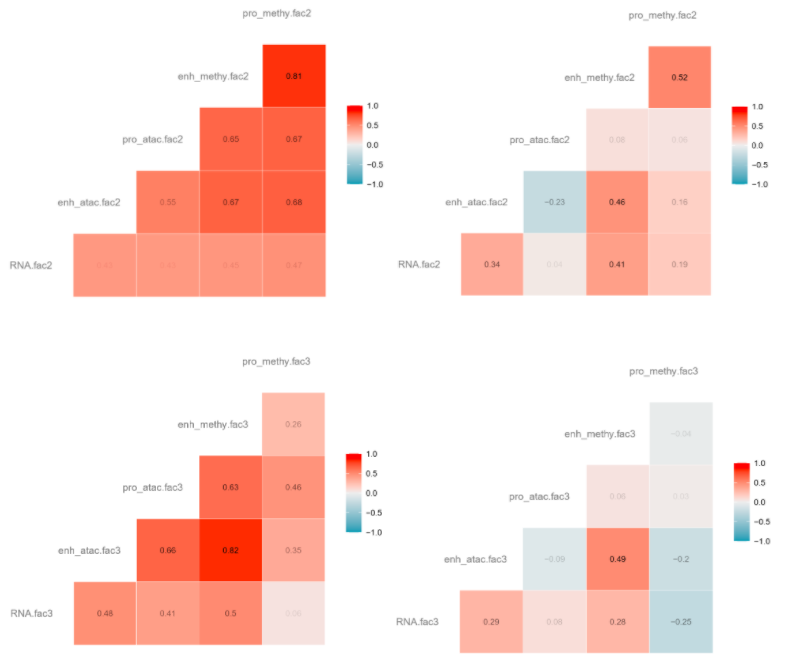 pro_methy.fac2
enh_methy.fac2 0.81
pro_atac.fac2 0.65 0.67
enh_atac.fac2 0.55 0.67 0.68
RNA.fac2 0.45 0.47
1.0
0.5
0.0
−0.5
−1.0
pro_methy.fac2
enh_methy.fac2 0.52
pro_atac.fac2 0.08 0.06
enh_atac.fac2 −0.23 0.46 0.16
RNA.fac2 0.34 0.04 0.41 0.19
1.0
0.5
0.0
−0.5
−1.0
pro_methy.fac3
enh_methy.fac3 0.26
pro_atac.fac3 0.63 0.46
enh_atac.fac3 0.66 0.82 0.35
RNA.fac3 0.48 0.41 0.5 0.06
1.0
0.5
0.0
−0.5
−1.0
pro_methy.fac3
enh_methy.fac3 −0.04
pro_atac.fac3 0.06 0.03
enh_atac.fac3 −0.09 0.49 −0.2
RNA.fac3 0.29 0.08 0.28 −0.25
1.0
0.5
0.0
−0.5
−1.0